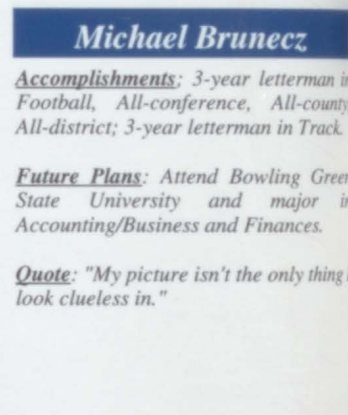 Michael Brunecz
Accomplishments; 3-year letterman in
Football, All-conference, All-county
All-district; 3-year letterman in Track.
Future Plans: Attend Bowling Green
State University and major in
Accounting/Business and Finances.
Quote: "My picture isn't the only thing
look clueless in."